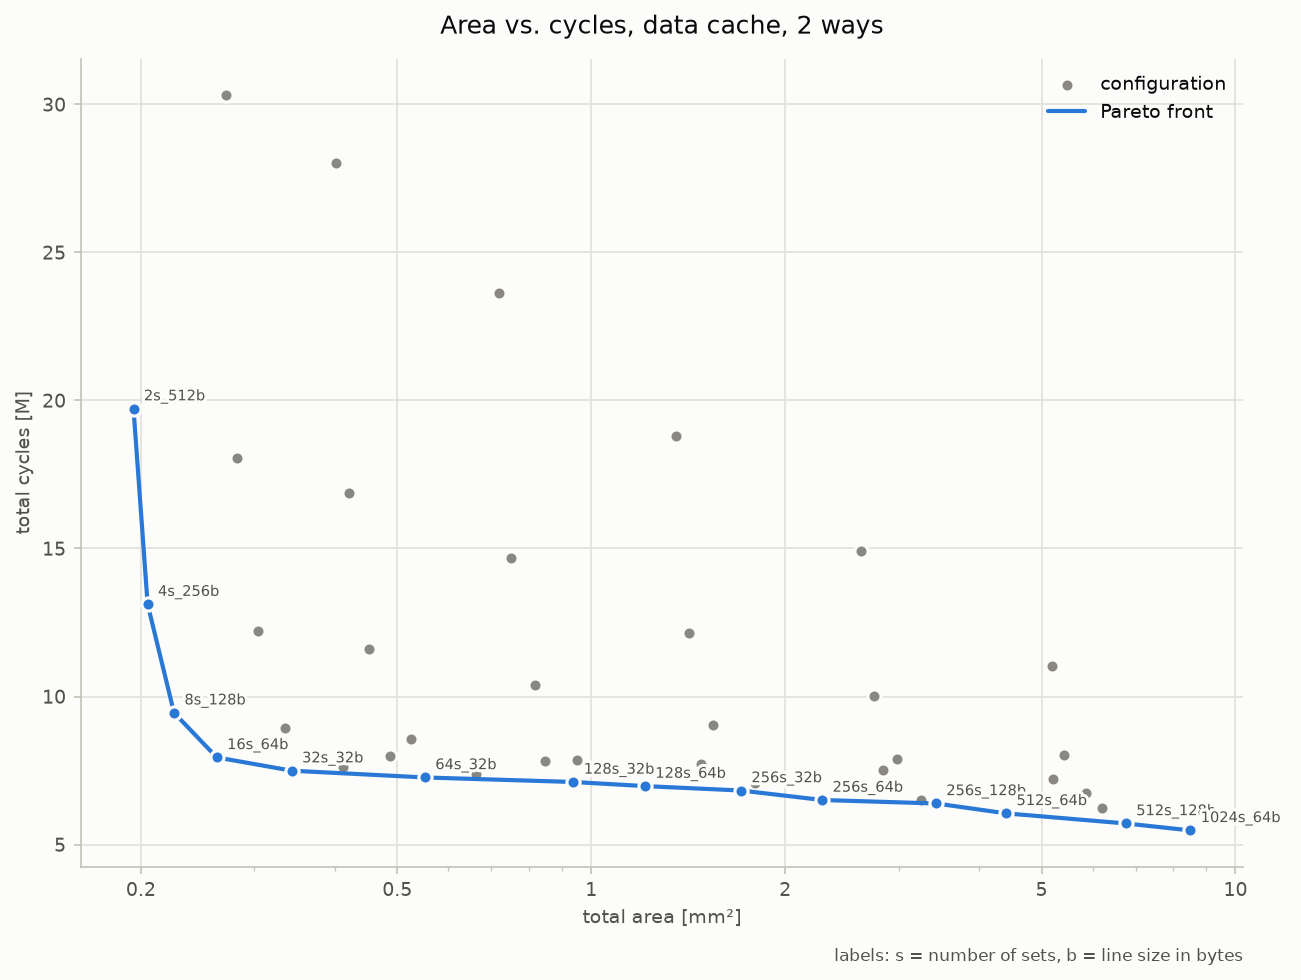 Area vs. cycles, data cache, 2 ways
configuration
Pareto front
30
25
20
15
10
5
total cycles [M]
2s_512b
4s_256b
8s_128b
16s_64b
32s_32b
64s_32b
128s_32b
128s_64b
256s_32b
256s_64b
256s_128b
512s_64b
512s_128b
1024s_64b
0.2
0.5
1
2
5
10
total area [mm²]
labels: s = number of sets, b = line size in bytes